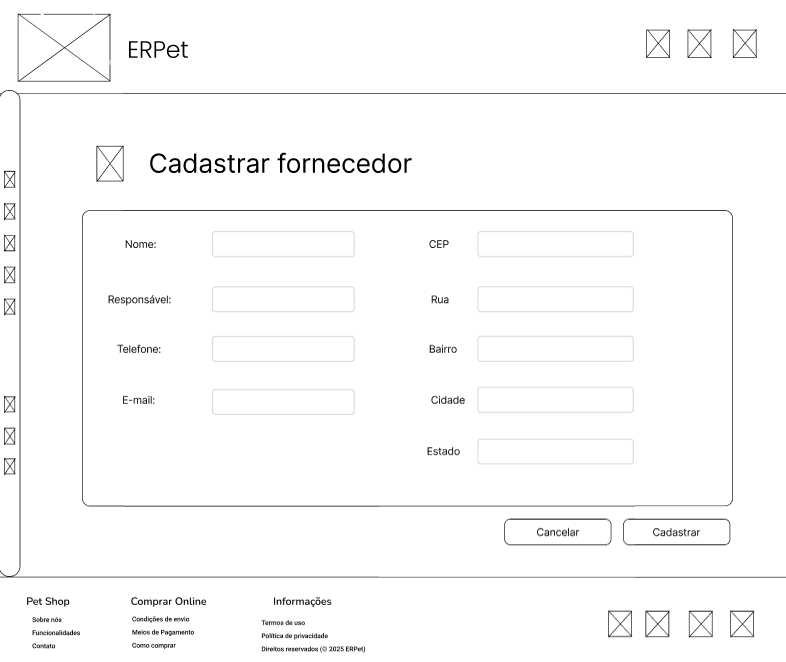 ERPet
Cadastrar fornecedor
Nome:
CEP
Responsável:
Rua
Telefone:
Bairro
E-mail:
Cidade
Estado
Cancelar
Cadastrar
Pet Shop
Sobre nós
Funcionalidades
Contato
Comprar Online
Condições de envio
Meios de Pagamento
Como comprar
Informações
Termos de uso
Política de privacidade
Direitos reservados (© 2025 ERPet)